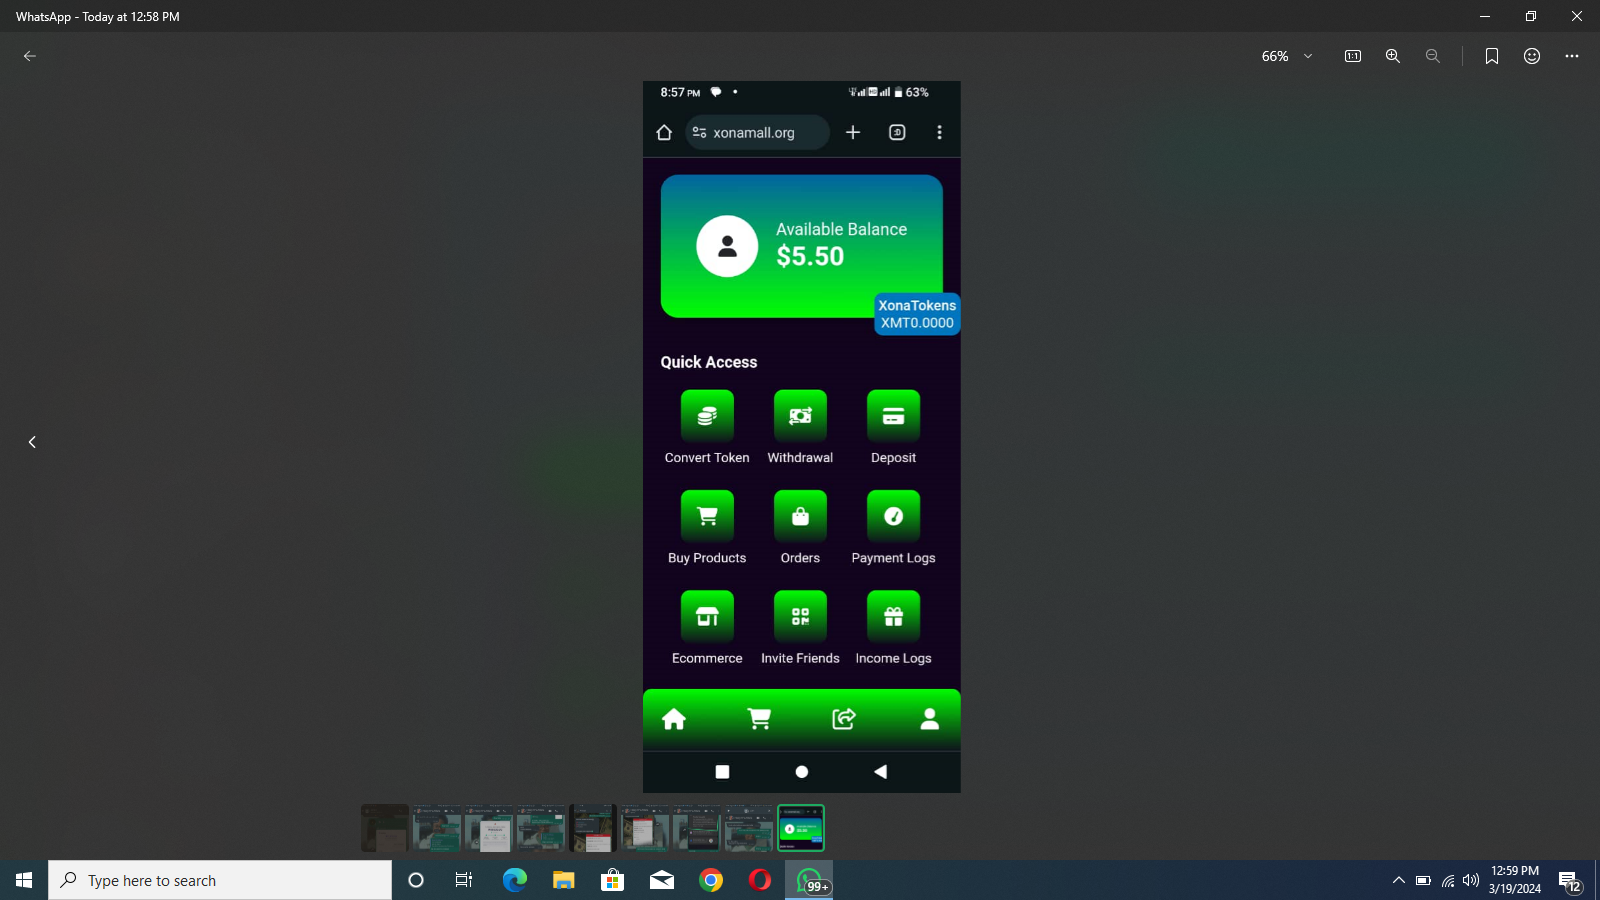 WhatsApp - Today at 12:58 PM
66%
8:57 PM
63%
xonamall.org
:D
Available Balance
$5.50
XonaTokens
XMT0.0000
Quick Access
Convert Token Withdrawal Deposit
Buy Products Orders Payment Logs
Ecommerce Invite Friends Income Logs
Type here to search
99+
12:59 PM
3/19/2024
12